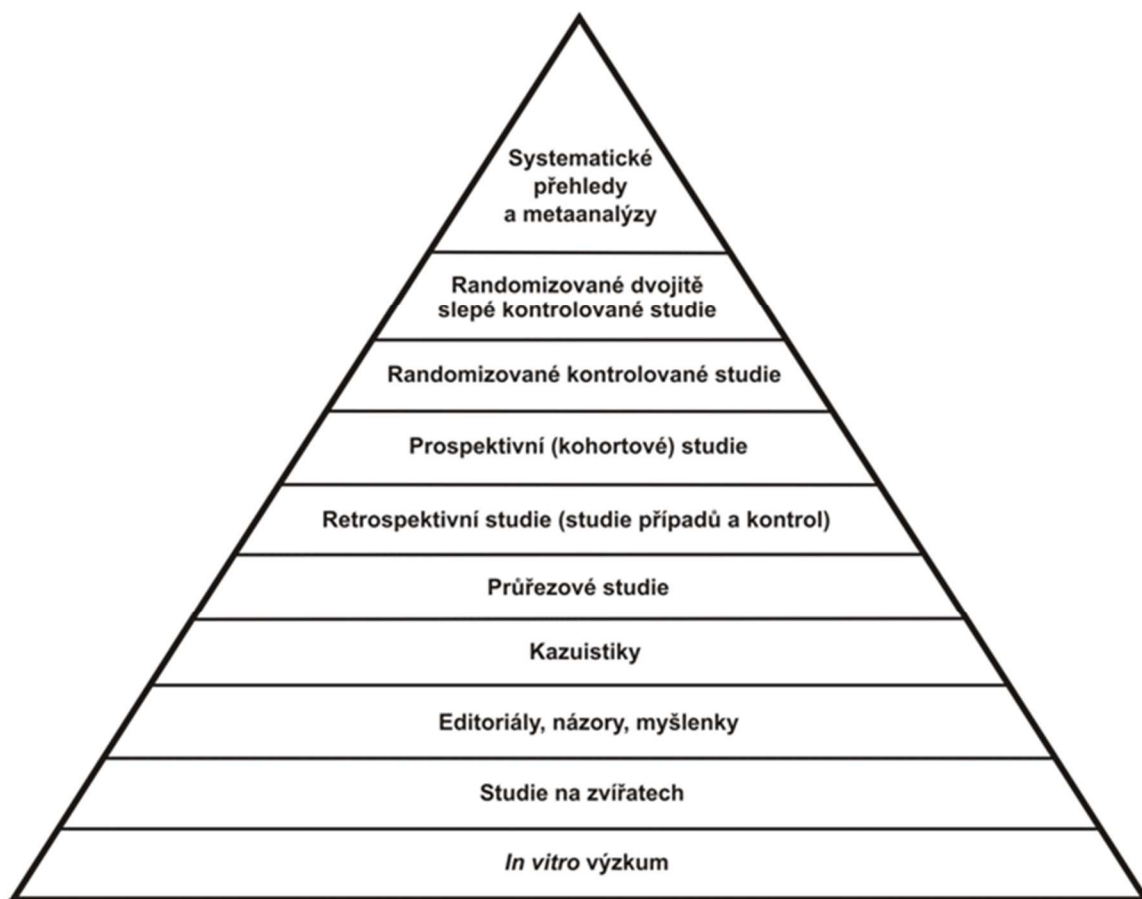 Systematické
přehledy
a metaanalýzy
Randomizované dvojitě
slepé kontrolované studie
Randomizované kontrolované studie
Prospektivní (kohortové) studie
Retrospektivní studie (studie případů a kontrol)
Průřezové studie
Kazuistiky
Editoriály, názory, myšlenky
Studie na zvířatech
In vitro výzkum